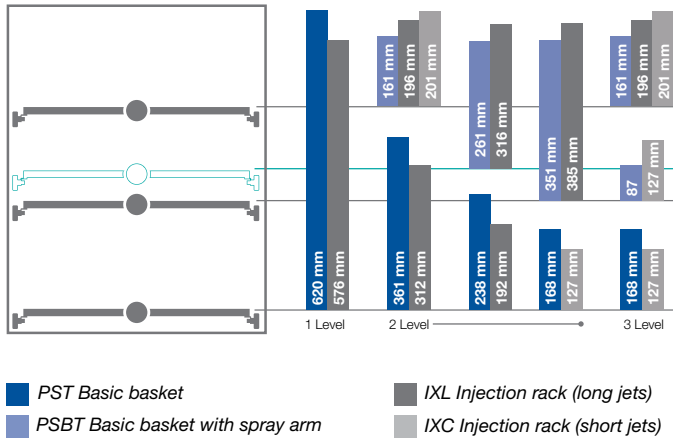 161 mm
196 mm
201 mm
161 mm
196 mm
201 mm
261 mm
316 mm
351 mm
385 mm
87
127 mm
620 mm
576 mm
361 mm
312 mm
238 mm
192 mm
168 mm
127 mm
168 mm
127 mm
1 Level
2 Level
3 Level
PST Basic basket
IXL Injection rack (long jets)
PSBT Basic basket with spray arm
IXC Injection rack (short jets)